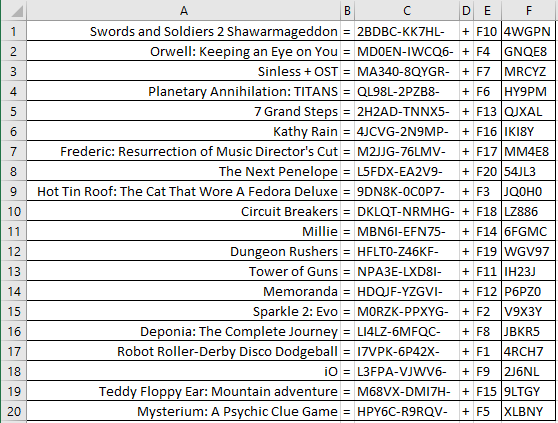 A B C D E F
1 Swords and Soldiers 2 Shawarmageddon = 2BDBC-KK7HL- + F10 4WGPN
2 Orwell: Keeping an Eye on You = MD0EN-IWCQ6- + F4 GNQE8
3 Sinless + OST = MA340-8QYGR- + F7 MRCYZ
4 Planetary Annihilation: TITANS = QL98L-2PZB8- + F6 HY9PM
5 7 Grand Steps = 2H2AD-TNNX5- + F13 QJXAL
6 Kathy Rain = 4JCVG-2N9MP- + F16 IKI8Y
7 Frederic: Resurrection of Music Director's Cut = M2JJG-76LMV- + F17 MM4E8
8 The Next Penelope = L5FDX-EA2V9- + F20 54JL3
9 Hot Tin Roof: The Cat That Wore A Fedora Deluxe = 9DN8K-0C0P7- + F3 JQ0H0
10 Circuit Breakers = DKLQT-NRMHG- + F18 LZ886
11 Millie = MBN6I-EFN75- + F14 6FGMC
12 Dungeon Rushers = HFLT0-Z46KF- + F19 WGV97
13 Tower of Guns = NPA3E-LXD8I- + F11 IH23J
14 Memoranda = HDQJF-YZGVI- + F12 P6PZ0
15 Sparkle 2: Evo = M0RZK-PPXYG- + F2 V9X3Y
16 Deponia: The Complete Journey = LI4LZ-6MFQC- + F8 JBKR5
17 Robot Roller-Derby Disco Dodgeball = I7VPK-6P42X- + F1 4RCH7
18 iO = L3FPA-VJWV6- + F9 2J6NL
19 Teddy Floppy Ear: Mountain adventure = M68VX-DMI7H- + F15 9LTGY
20 Mysterium: A Psychic Clue Game = HPY6C-R9RQV- + F5 XLBNY